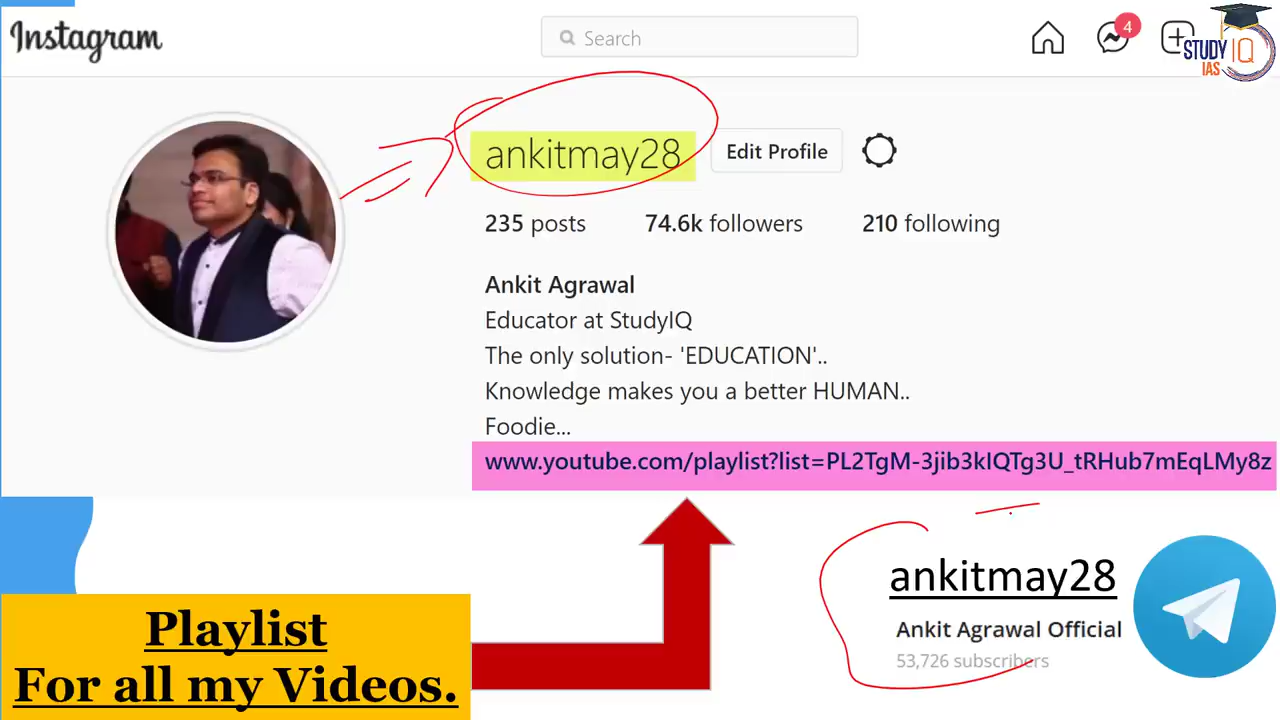 Instagram
Search
4
STUDY IQ
IAS
ankitmay28
Edit Profile
235 posts 74.6k followers 210 following
Ankit Agrawal
Educator at StudyIQ
The only solution- 'EDUCATION'..
Knowledge makes you a better HUMAN..
Foodie...
www.youtube.com/playlist?list=PL2TgM-3jib3kIQTg3U_tRHub7mEqLMy8z
ankitmay28
Ankit Agrawal Official
53,726 subscribers
Playlist
For all my Videos.